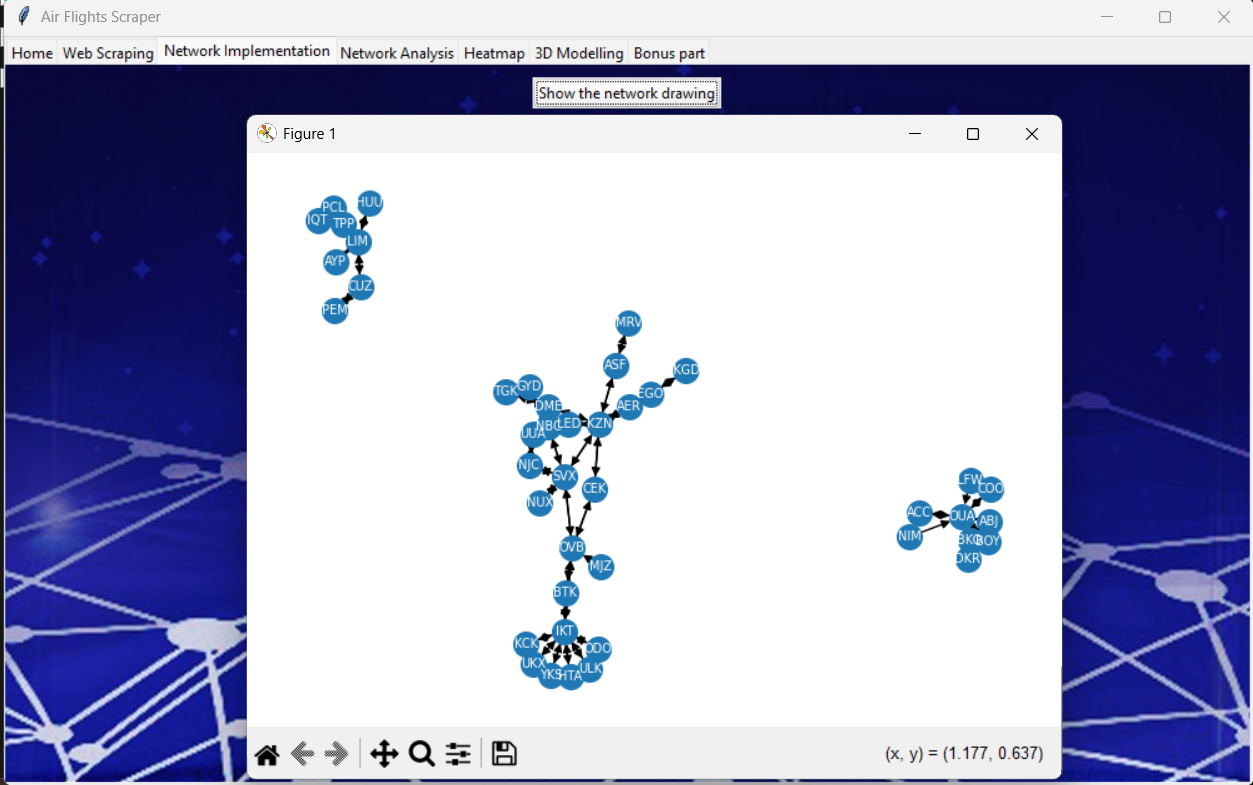 Air Flights Scraper
Home Web Scraping Network Implementation Network Analysis Heatmap 3D Modelling Bonus part
Show the network drawing
Figure 1
PCL HUU
IQT TPP
LIM
AYP
CUZ
PEM
MRV
ASF
KGD
TGK GYD
EGO
DME AER
NBC LED KZN
UUA
NJC
SVX
CEK
NUX
OVB
MJZ
BTK
IKT
KCK ODO
UKX ULK
YKS HTA
LFW
COO
ACC OUA ABJ
NIM BKO BOY
DKR
(x, y) = (1.177, 0.637)